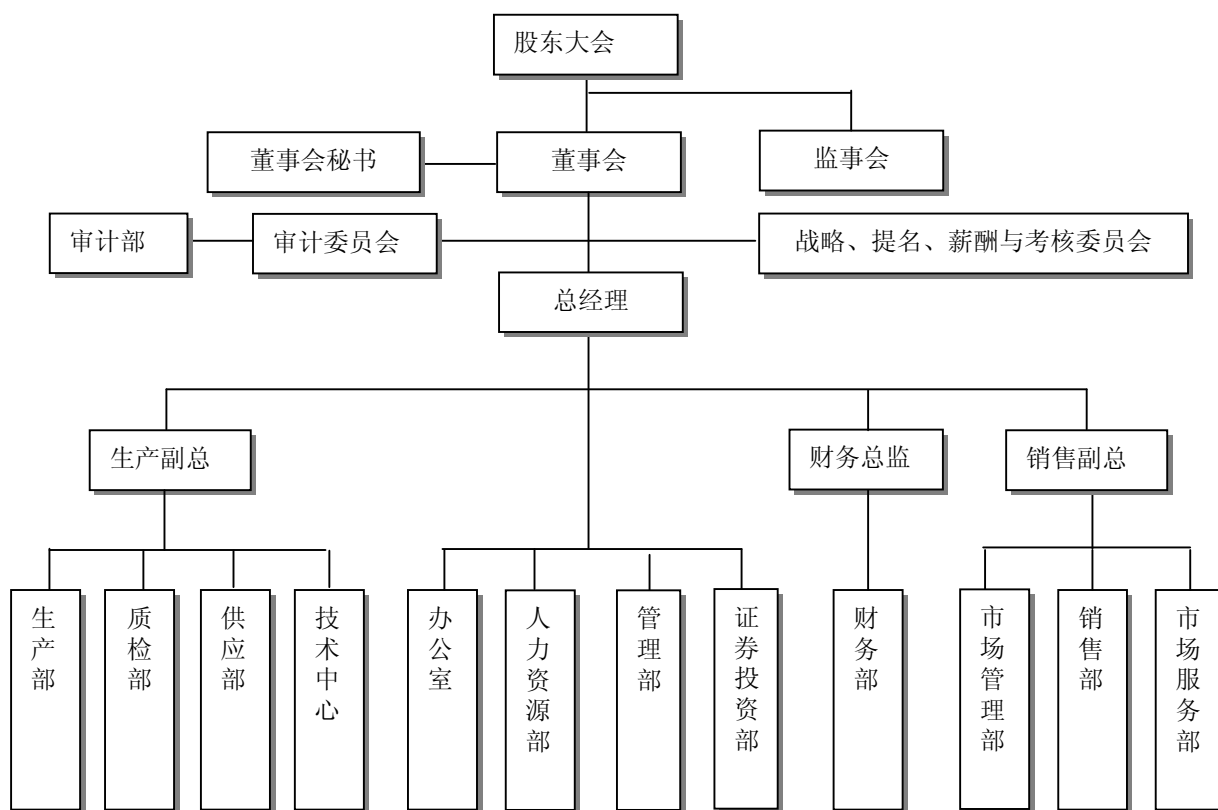 股东大会
董事会秘书
董事会
监事会
审计部
审计委员会
战略、提名、薪酬与考核委员会
总经理
生产副总
财务总监
销售副总
生产部
质检部
供应部
技术中心
办公室
人力资源部
管理部
证券投资部
财务部
市场管理部
销售部
市场服务部